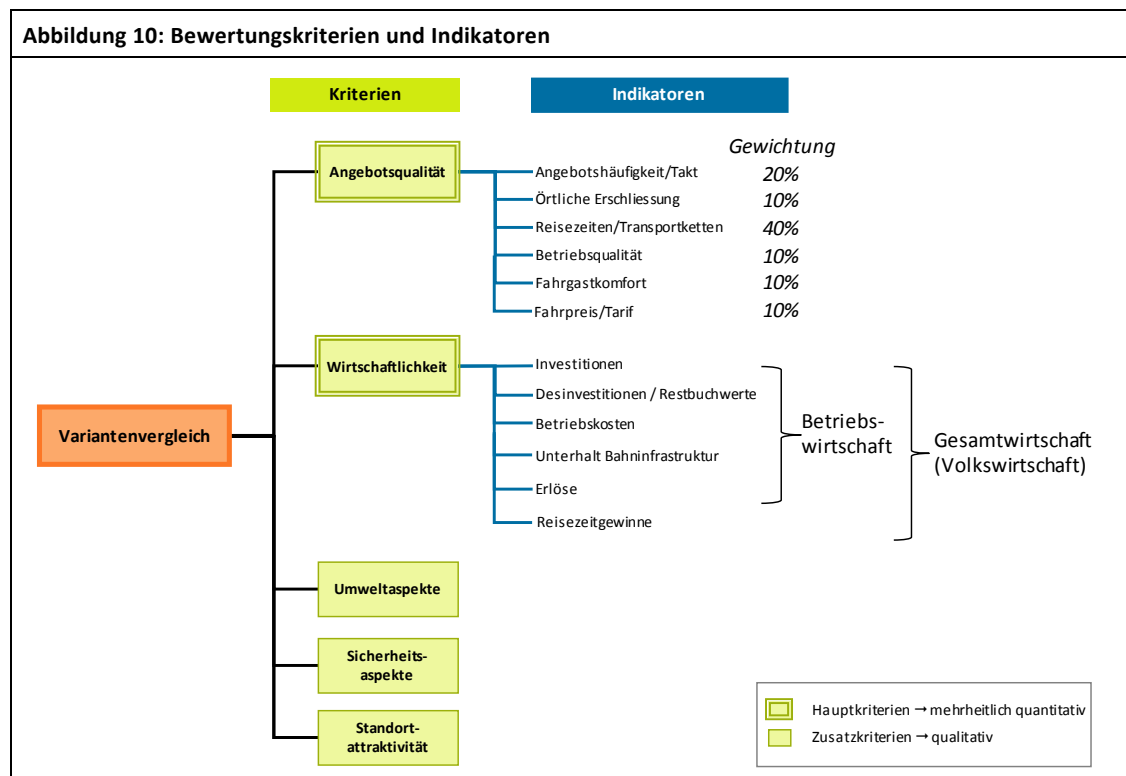 Abbildung 10: Bewertungskriterien und Indikatoren
Kriterien
Indikatoren
Gewichtung
Angebotsqualität
Angebotshäufigkeit/Takt 20%
Örtliche Erschliessung 10%
Reisezeiten/Transportketten 40%
Betriebsqualität 10%
Fahrgastkomfort 10%
Fahrpreis/Tarif 10%
Wirtschaftlichkeit
Investitionen
Desinvestitionen / Restbuchwerte
Betriebskosten
Unterhalt Bahninfrastruktur
Erlöse
Reisezeitgewinne
Betriebs-
wirtschaft
Gesamtwirtschaft
(Volkswirtschaft)
Variantenvergleich
Umweltaspekte
Sicherheits-
aspekte
Standort-
attraktivität
Hauptkriterien → mehrheitlich quantitativ
Zusatzkriterien → qualitativ